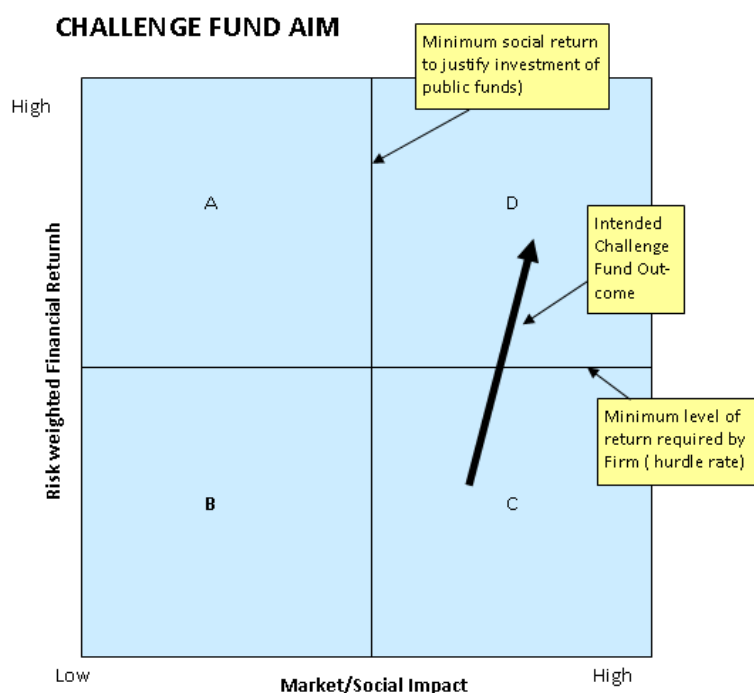 CHALLENGE FUND AIM
Minimum social return
to justify investment of
public funds)
High
A
D
Intended
Challenge
Fund Out-
come
Risk weighted Financial Returnh
Minimum level of
return required by
Firm ( hurdle rate)
B
C
Low
Market/Social Impact
High